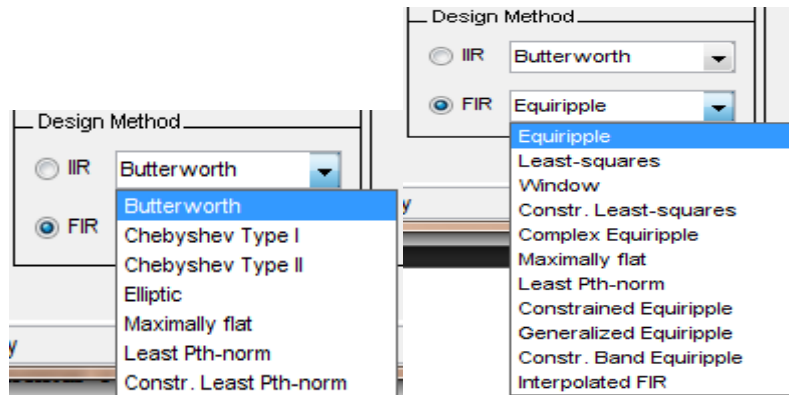 Design Method
IIR Butterworth
FIR
Butterworth
Chebyshev Type I
Chebyshev Type II
Elliptic
Maximally flat
Least Pth-norm
Constr. Least Pth-norm
y
Design Method
IIR Butterworth
FIR Equiripple
Equiripple
Least-squares
Window
Constr. Least-squares
Complex Equiripple
Maximally flat
Least Pth-norm
Constrained Equiripple
Generalized Equiripple
Constr. Band Equiripple
Interpolated FIR
y